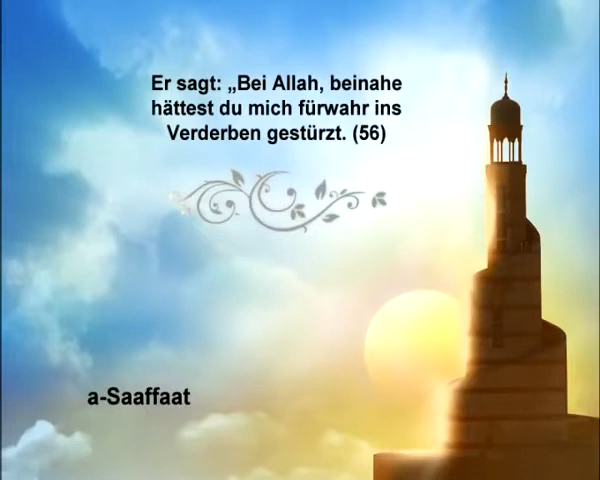 Er sagt: „Bei Allah, beinahe
hättest du mich fürwahr ins
Verderben gestürzt. (56)
a-Saaffaat